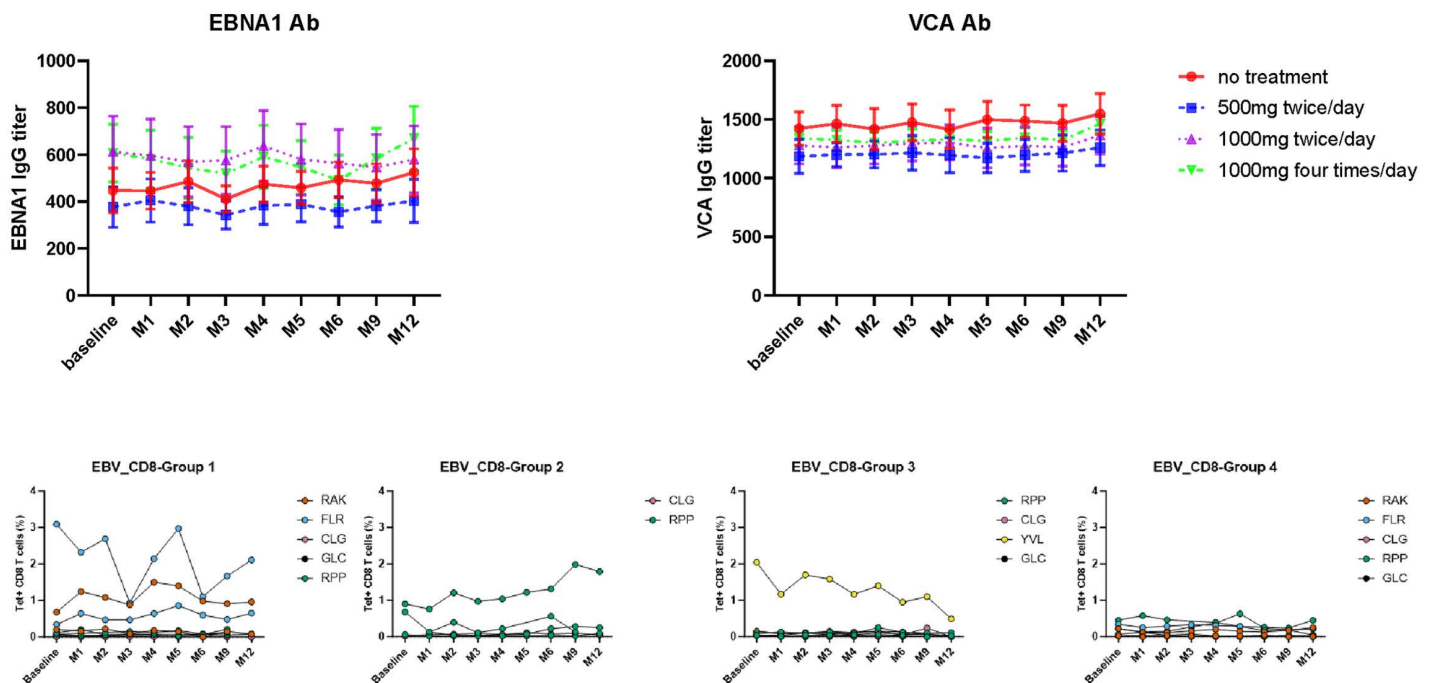 EBNA1 Ab
EBNA1 IgG titer
1000
800
600
400
200
0
baseline
M1
M2
M3
M4
M5
M6
M9
M12
VCA Ab
VCA IgG titer
2000
1500
1000
500
0
baseline
M1
M2
M3
M4
M5
M6
M9
M12
no treatment
500mg twice/day
1000mg twice/day
1000mg four times/day
EBV_CD8-Group 1
Tet+ CD8 T cells (%)
4
3
2
1
0
Baseline
M1
M2
M3
M4
M5
M6
M9
M12
RAK
FLR
CLG
GLC
RPP
EBV_CD8-Group 2
Tet+ CD8 T cells (%)
4
3
2
1
0
Baseline
M1
M2
M3
M4
M5
M6
M9
M12
CLG
RPP
EBV_CD8-Group 3
Tet+ CD8 T cells (%)
4
3
2
1
0
Baseline
M1
M2
M3
M4
M5
M6
M9
M12
RPP
CLG
YVL
GLC
EBV_CD8-Group 4
Tet+ CD8 T cells (%)
4
3
2
1
0
Baseline
M1
M2
M3
M4
M5
M6
M9
M12
RAK
FLR
CLG
RPP
GLC